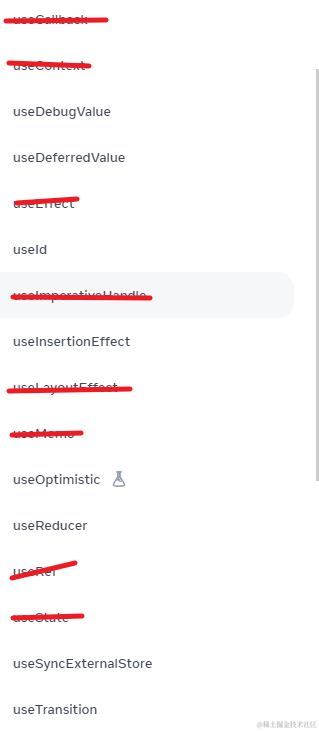 useCallback
useContext
useDebugValue
useDeferredValue
useEffect
useId
useImperativeHandle
useInsertionEffect
useLayoutEffect
useMemo
useOptimistic
useReducer
useRef
useState
useSyncExternalStore
useTransition
@稀土掘金技术社区